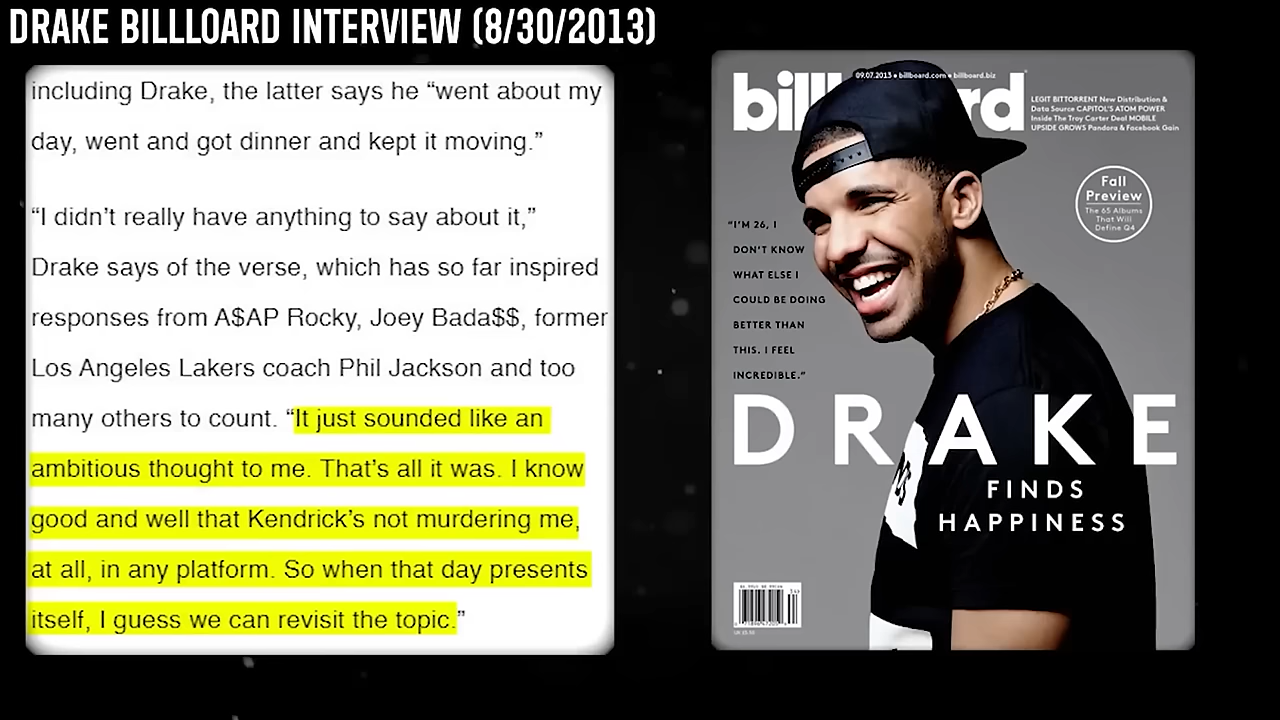 DRAKE BILLLOARD INTERVIEW (8/30/2013)
including Drake, the latter says he “went about my
day, went and got dinner and kept it moving.”
“I didn’t really have anything to say about it,”
Drake says of the verse, which has so far inspired
responses from A$AP Rocky, Joey Bada$$, former
Los Angeles Lakers coach Phil Jackson and too
many others to count. “It just sounded like an
ambitious thought to me. That’s all it was. I know
good and well that Kendrick’s not murdering me,
at all, in any platform. So when that day presents
itself, I guess we can revisit the topic.”
09.07.2013 • billboard.com • billboard.biz
bill rd
LEGIT BITTORRENT New Distribution &
Data Source CAPITOL'S ATOM POWER
Inside The Troy Carter Deal MOBILE
UPSIDE GROWS Pandora & Facebook Gain
Fall
Preview
The 65 Albums
That Will
Define Q4
“I’M 26, I
DON’T KNOW
WHAT ELSE I
COULD BE DOING
BETTER THAN
THIS. I FEEL
INCREDIBLE.”
DRAKE
FINDS
HAPPINESS